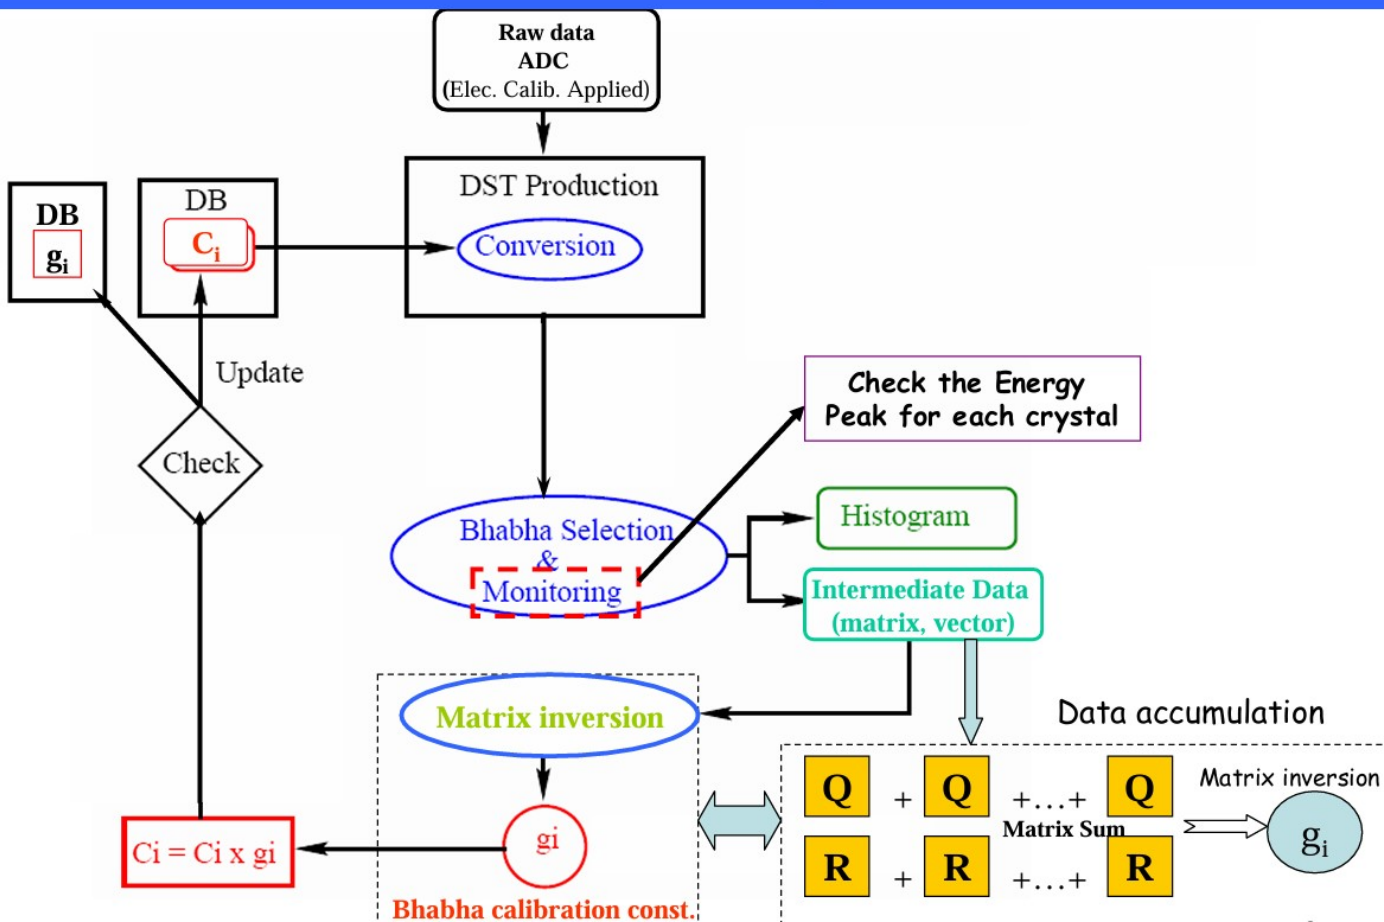 Raw data
ADC
(Elec. Calib. Applied)
DST Production
Conversion
DB
gi
DB
Ci
Update
Check
Check the Energy
Peak for each crystal
Bhabha Selection
&
Monitoring
Histogram
Intermediate Data
(matrix, vector)
Matrix inversion
gi
Bhabha calibration const.
Ci = Ci x gi
Data accumulation
Q + Q +...+ Q
Matrix Sum
R + R +...+ R
Matrix inversion
gi